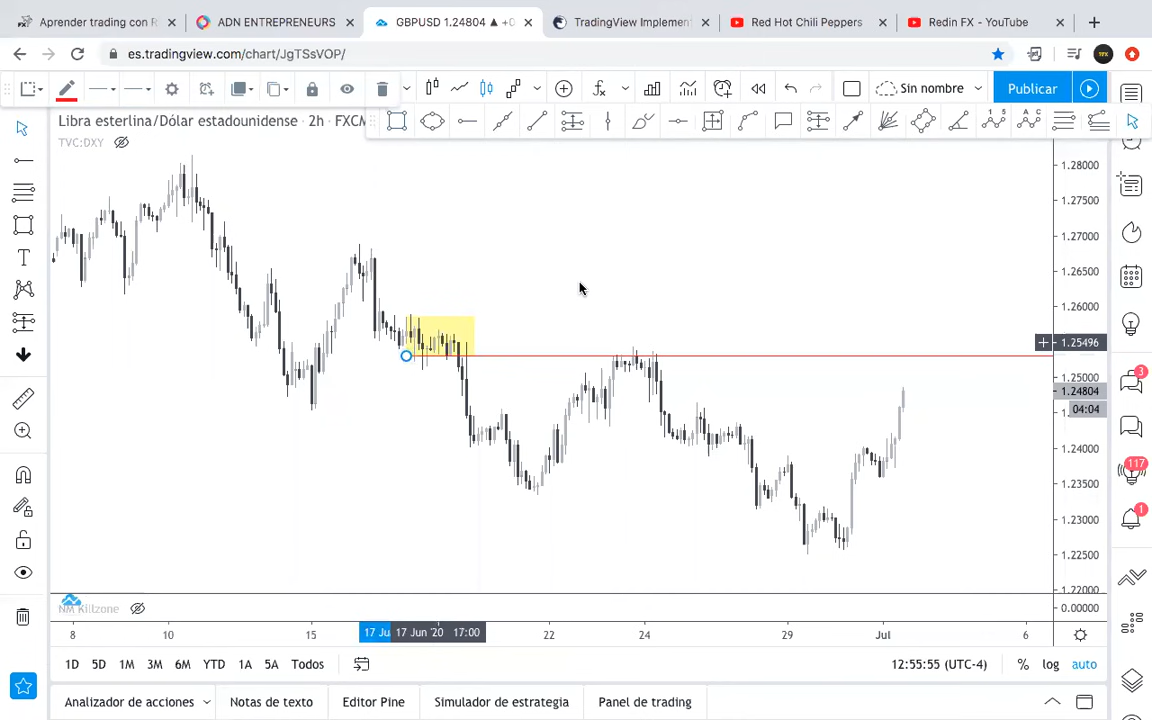 Aprender trading con R
ADN ENTREPRENEURS
GBPUSD 1.24804 ▲ +0
TradingView Implement
Red Hot Chili Peppers
Redin FX - YouTube
es.tradingview.com/chart/JgTSsVOP/
Sin nombre
Publicar
Libra esterlina/Dólar estadounidense · 2h · FXCM
TVC:DXY
1.28000
1.27500
1.27000
1.26500
1.26000
1.25496
1.25000
1.24804
04:04
1.24000
1.23500
1.23000
1.22500
1.22000
3
117
1
NM Killzone
0.00000
8
10
15
17 Ju
17 Jun '20 17:00
22
24
29
Jul
6
1D 5D 1M 3M 6M YTD 1A 5A Todos
12:55:55 (UTC-4)
% log auto
Analizador de acciones
Notas de texto
Editor Pine
Simulador de estrategia
Panel de trading